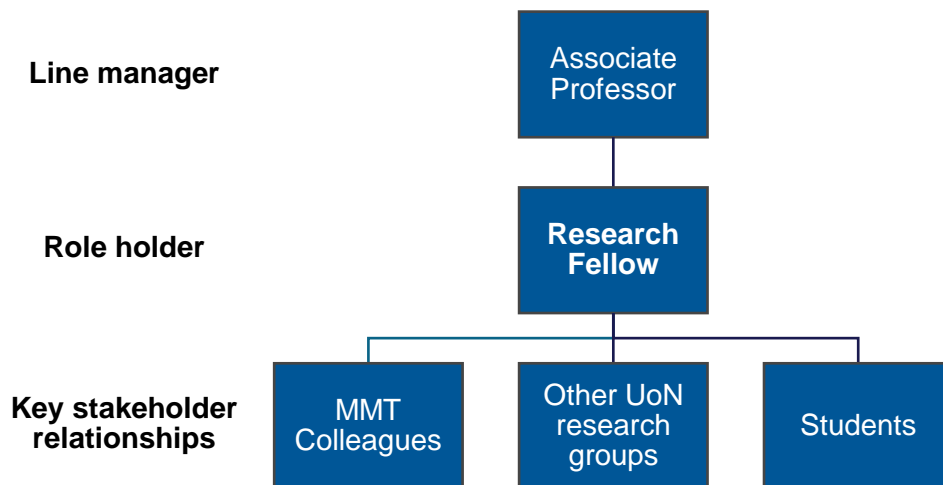 Line manager
Associate
Professor
Role holder
Research
Fellow
Key stakeholder
relationships
MMT
Colleagues
Other UoN
research
groups
Students